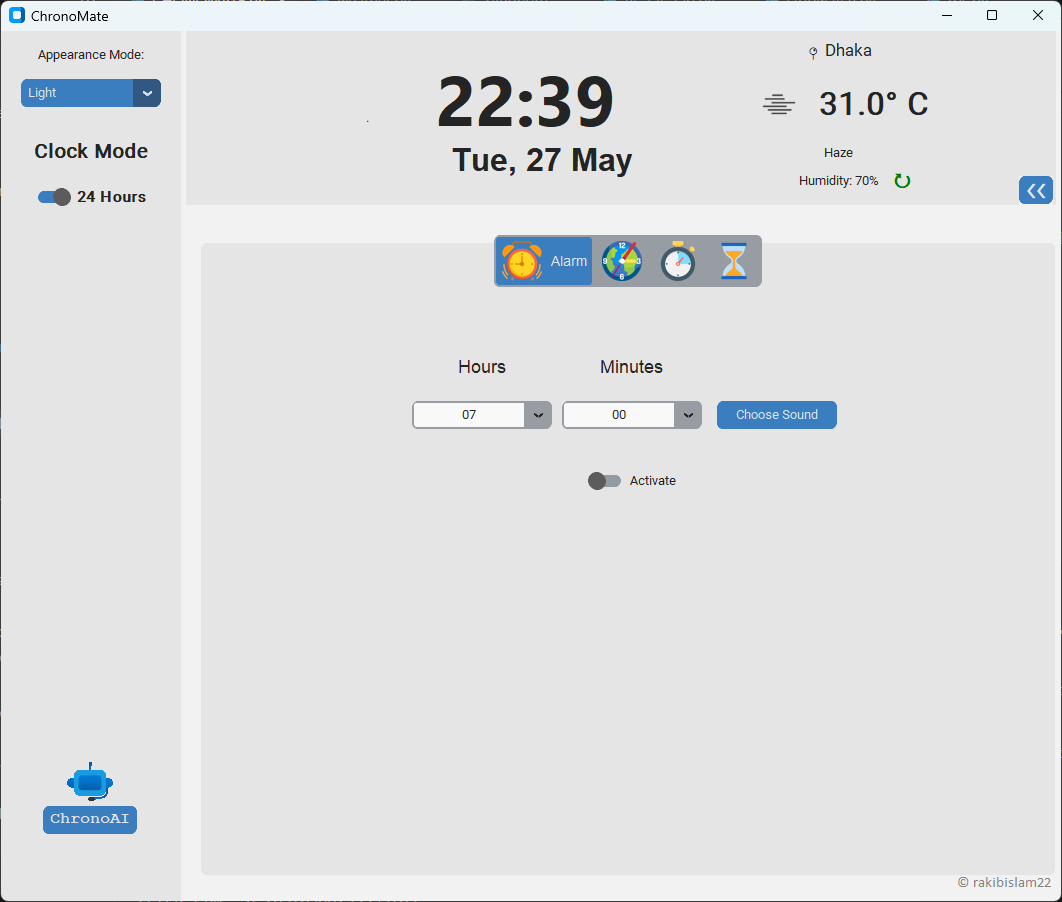 ChronoMate
Appearance Mode:
Light
Clock Mode
24 Hours
22:39
Tue, 27 May
Dhaka
31.0° C
Haze
Humidity: 70%
Alarm
12
9
3
6
Hours
Minutes
07
00
Choose Sound
Activate
ChronoAI
© rakibislam22